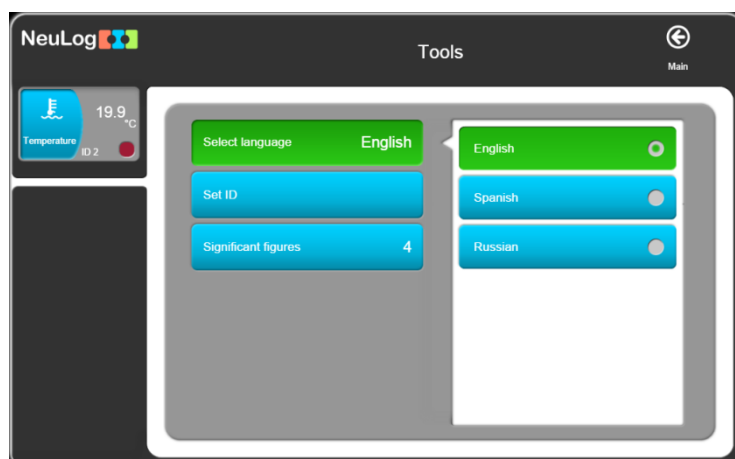 NeuLog
Tools
Main
19.9 °C
Temperature
ID 2
Select language English
Set ID
Significant figures 4
English
Spanish
Russian